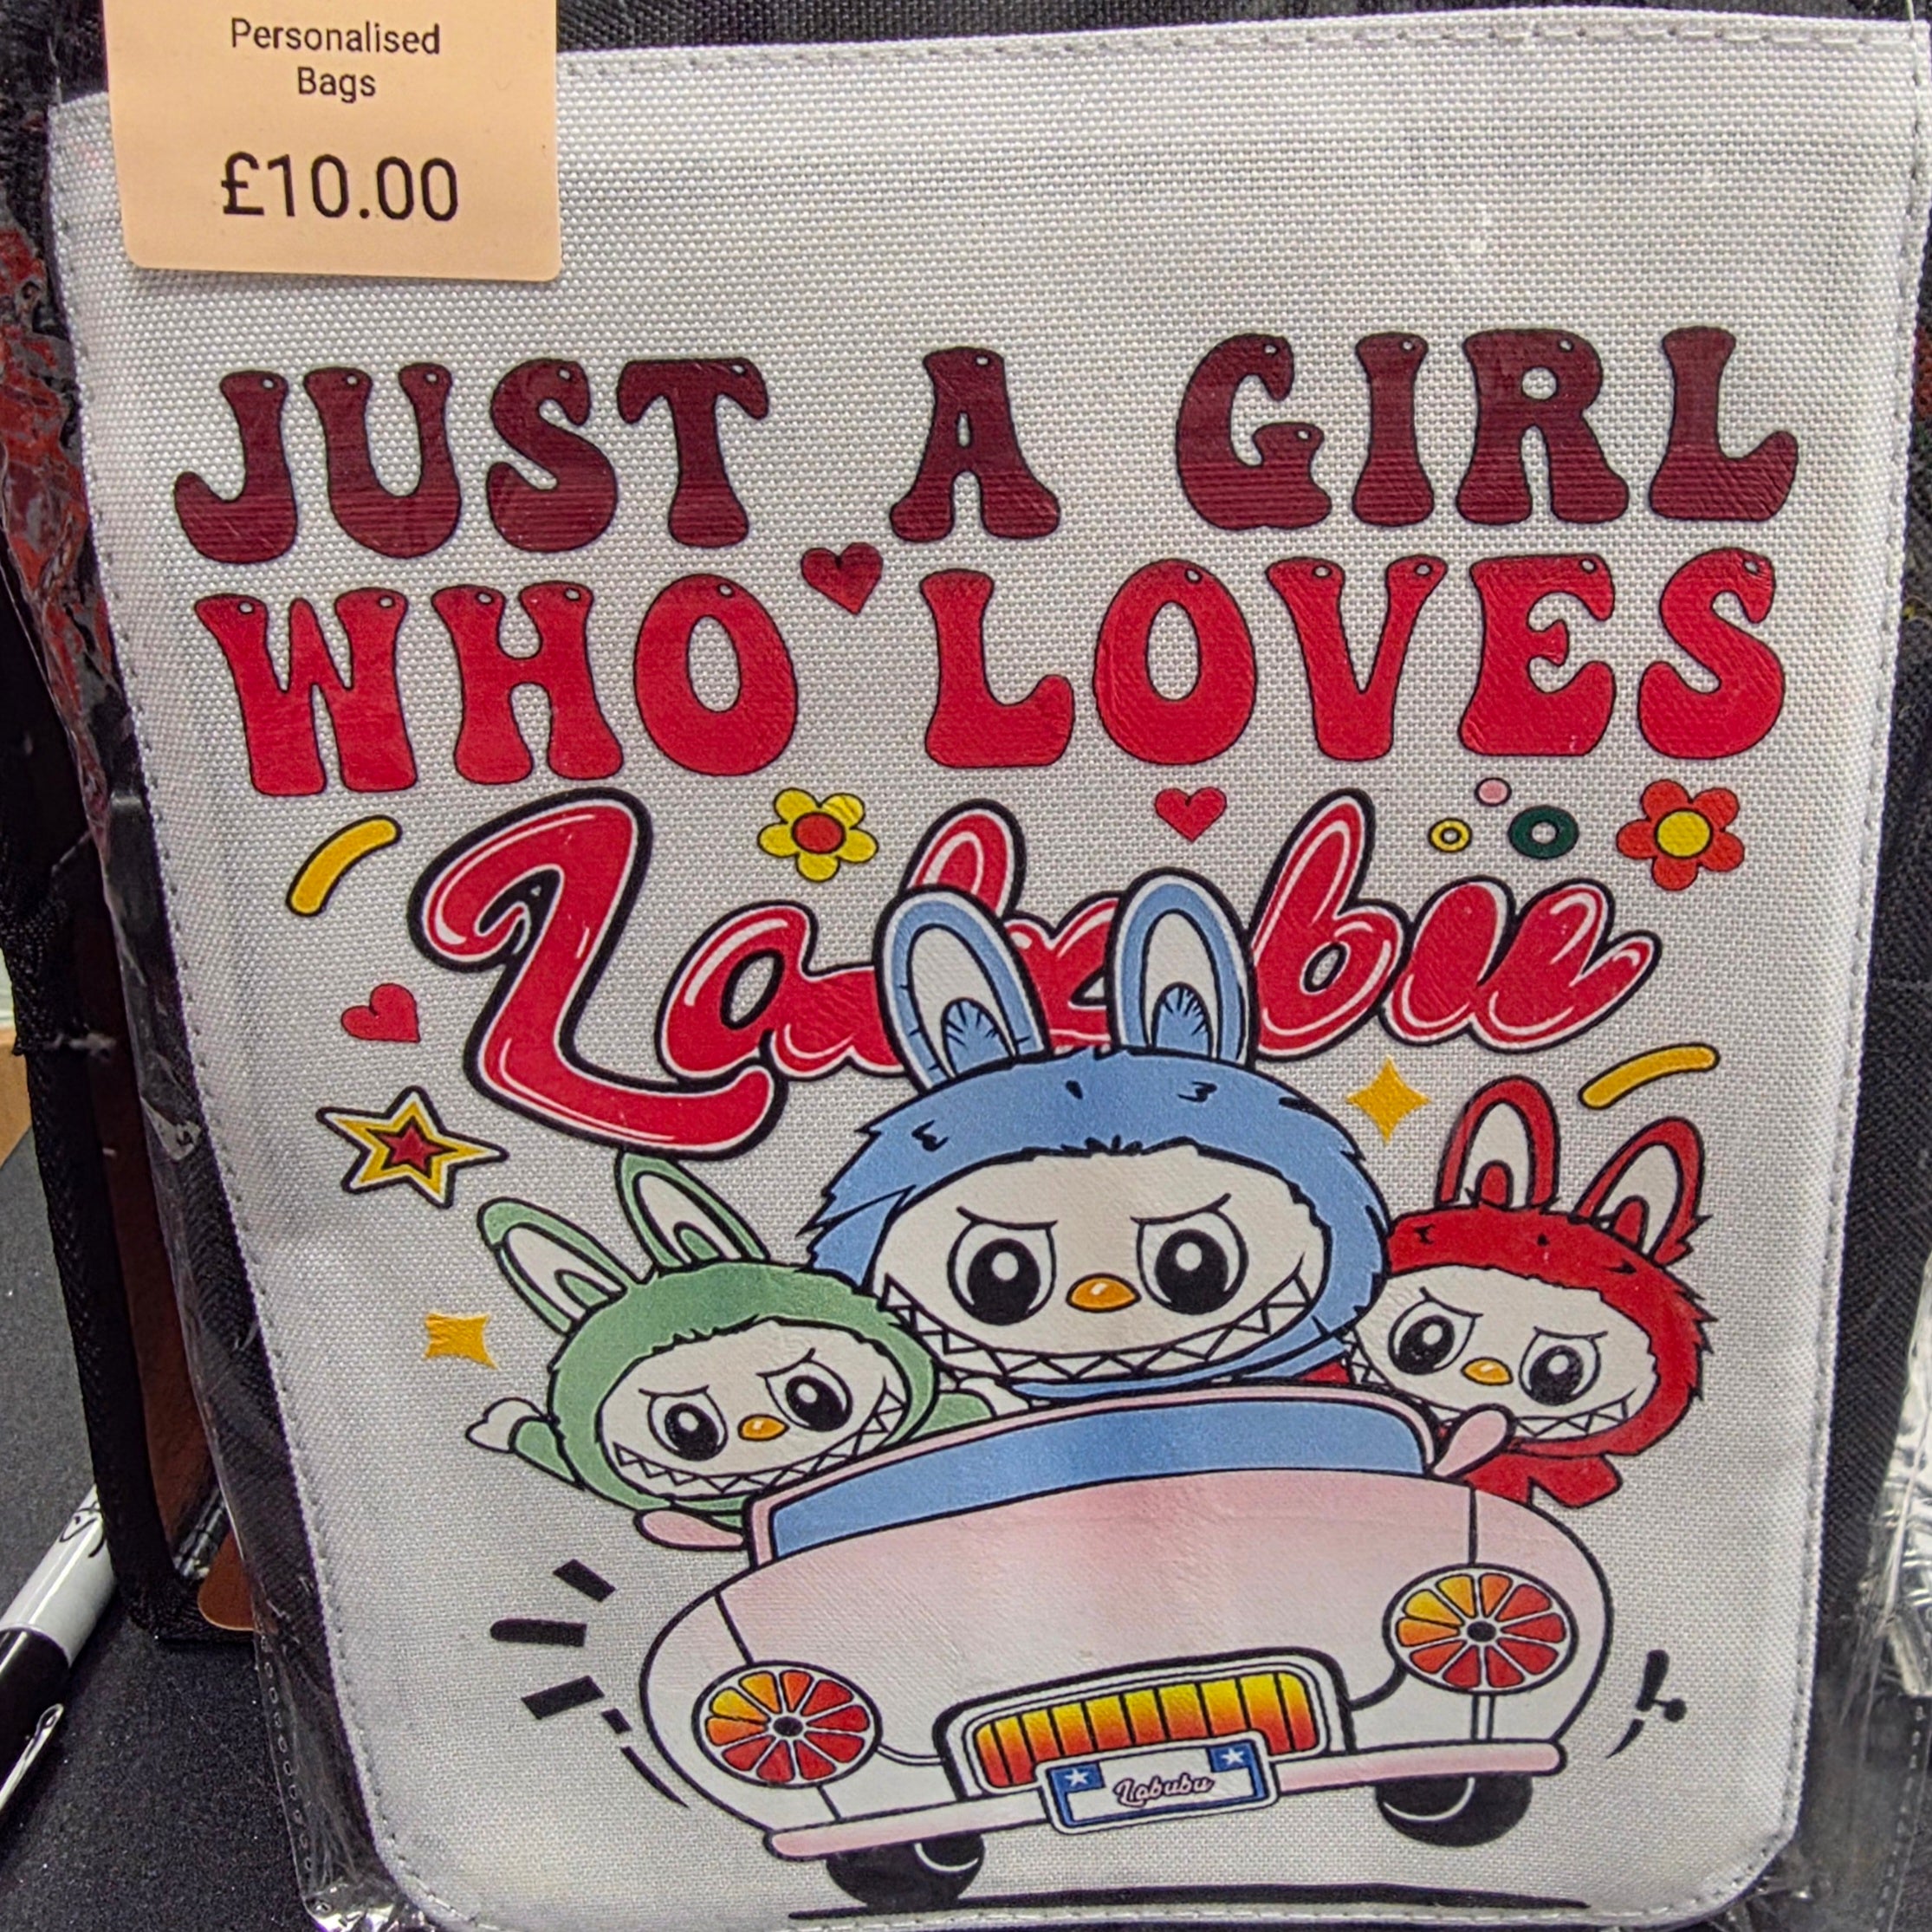 Personalised
Bags
£10.00
JUST A GIRL
WHO LOVES
Labubu
Labubu